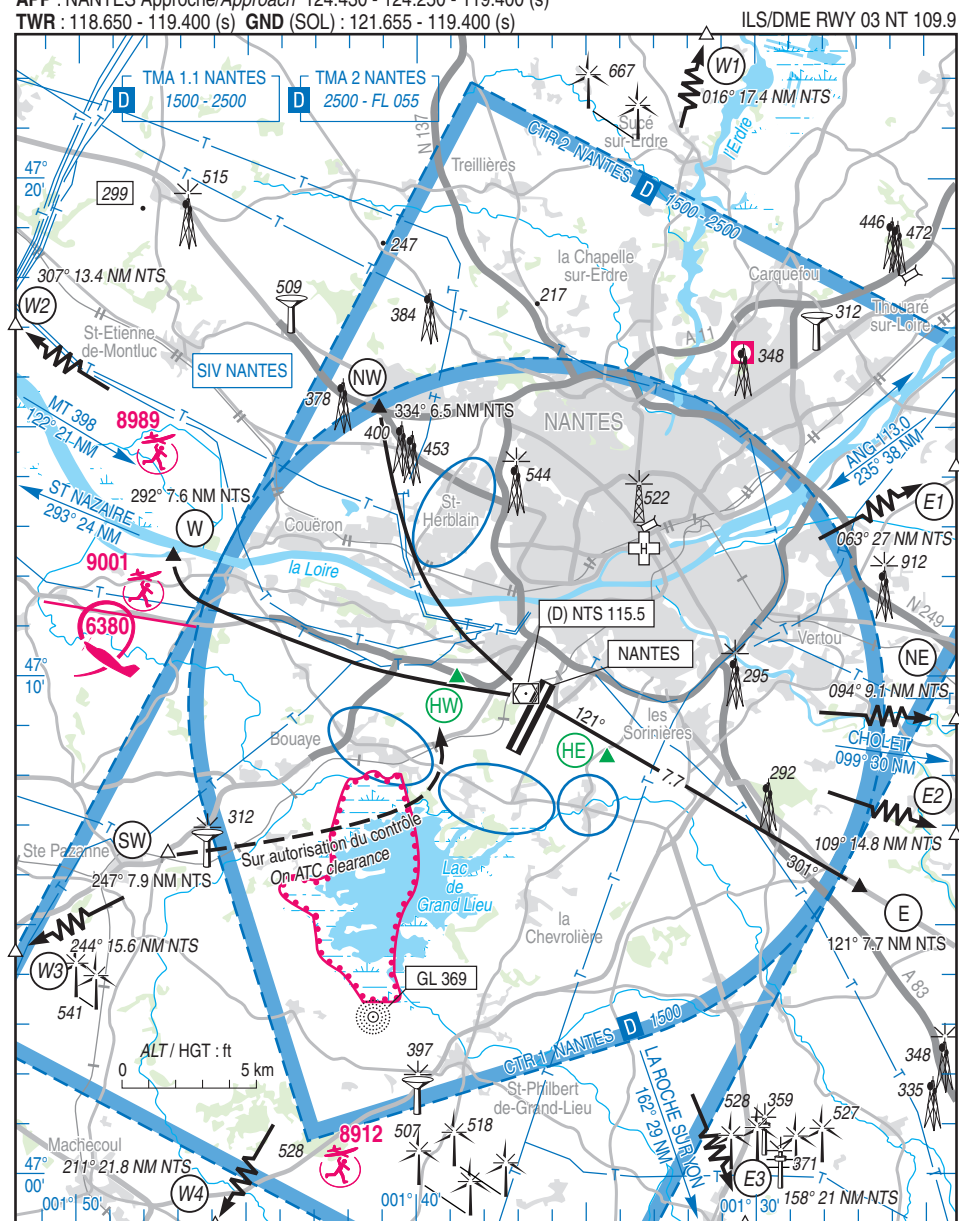 APP : NANTES Approche/Approach 124.430 - 124.250 - 119.400 (s)
TWR : 118.650 - 119.400 (s) GND (SOL) : 121.655 - 119.400 (s)
ILS/DME RWY 03 NT 109.9
TMA 1.1 NANTES
D 1500 - 2500
TMA 2 NANTES
D 2500 - FL 055
667
W1
016° 17.4 NM NTS
Sucé
sur-Erdre
l'Erdre
N 137
Treillières
CTR 2 NANTES D 1500 - 2500
47°
20'
515
299
247
446
472
la Chapelle
sur-Erdre
Carquefou
307° 13.4 NM NTS
W2
509
217
384
312
Thouaré
sur-Loire
St-Etienne
de-Montluc
A 11
348
SIV NANTES
NW
378
334° 6.5 NM NTS
NANTES
MT 398
122° 21 NM
8989
400
453
544
ANG 113.0
235° 38 NM
292° 7.6 NM NTS
St-
Herblain
522
ST NAZAIRE
293° 24 NM
W
Couëron
H
E1
063° 27 NM NTS
9001
la Loire
912
6380
(D) NTS 115.5
N 249
Vertou
NANTES
NE
295
47°
10'
094° 9.1 NM NTS
HW
121°
les
Sorinières
CHOLET
099° 30 NM
Bouaye
HE
7.7
292
E2
312
SW
Ste Pazanne
Sur autorisation du contrôle
On ATC clearance
109° 14.8 NM NTS
247° 7.9 NM NTS
Lac
de
Grand Lieu
301°
E
la
Chevrolière
121° 7.7 NM NTS
244° 15.6 NM NTS
W3
541
GL 369
A 83
CTR 1 NANTES D 1500
ALT / HGT : ft
0 5 km
397
348
335
St-Philbert
de-Grand-Lieu
LA ROCHE SUR YON
162° 29 NM
528
359
527
Machecoul
528
8912
507
518
371
211° 21.8 NM NTS
47°
00'
W4
E3
158° 21 NM NTS
001° 50'
001° 40'
001° 30'
T